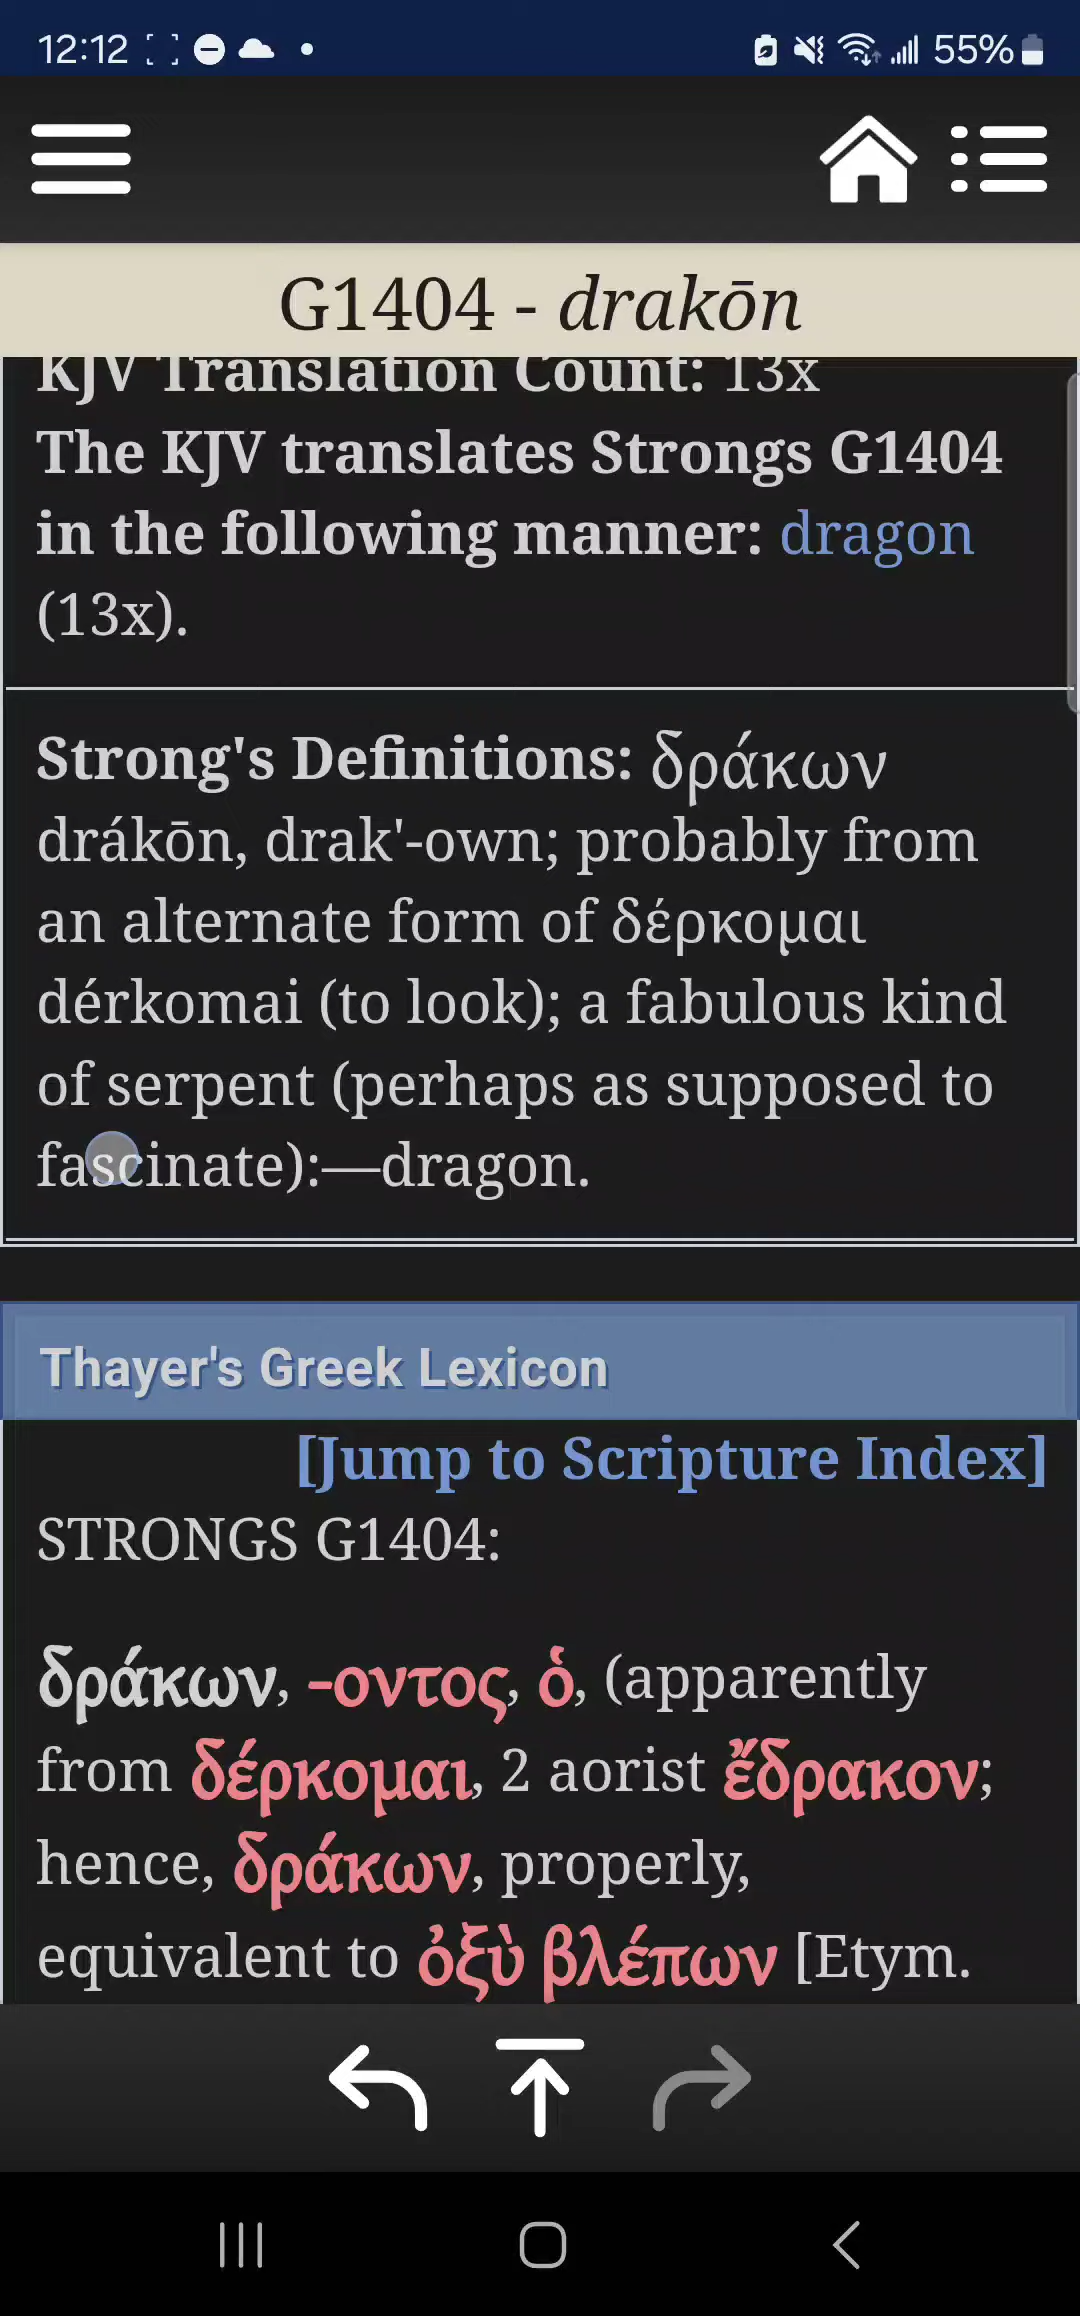 12:12
55%
G1404 - drakōn
KJV Translation Count: 13x
The KJV translates Strongs G1404
in the following manner: dragon
(13x).
Strong's Definitions: δράκων
drákōn, drak'-own; probably from
an alternate form of δέρκομαι
dérkomai (to look); a fabulous kind
of serpent (perhaps as supposed to
fascinate):—dragon.
Thayer's Greek Lexicon
[Jump to Scripture Index]
STRONGS G1404:
δράκων, -οντος, ὁ, (apparently
from δέρκομαι, 2 aorist ἔδρακον;
hence, δράκων, properly,
equivalent to ὀξὺ βλέπων [Etym.